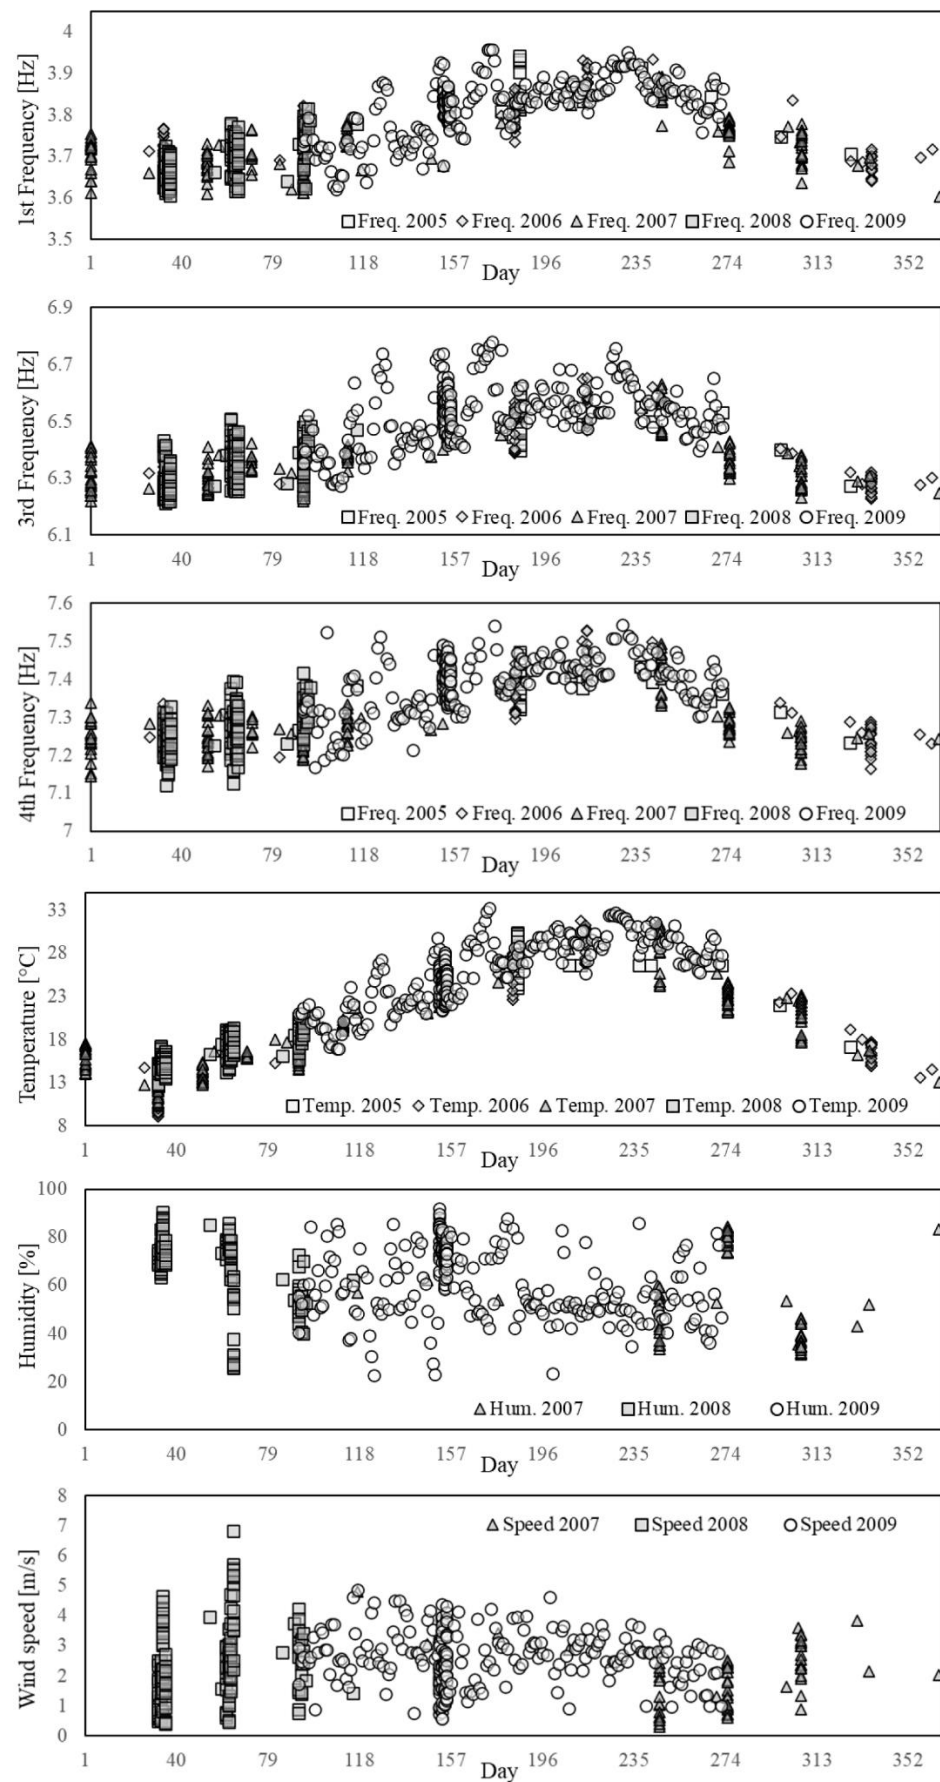 1st Frequency [Hz]
4
3.9
3.8
3.7
3.6
3.5
Freq. 2005 Freq. 2006 Freq. 2007 Freq. 2008 Freq. 2009
1 40 79 118 157 196 235 274 313 352
Day
3rd Frequency [Hz]
6.9
6.7
6.5
6.3
6.1
Freq. 2005 Freq. 2006 Freq. 2007 Freq. 2008 Freq. 2009
1 40 79 118 157 196 235 274 313 352
Day
4th Frequency [Hz]
7.6
7.5
7.4
7.3
7.2
7.1
7
Freq. 2005 Freq. 2006 Freq. 2007 Freq. 2008 Freq. 2009
1 40 79 118 157 196 235 274 313 352
Day
Temperature [°C]
33
28
23
18
13
8
Temp. 2005 Temp. 2006 Temp. 2007 Temp. 2008 Temp. 2009
1 40 79 118 157 196 235 274 313 352
Day
Humidity [%]
100
80
60
40
20
0
Hum. 2007 Hum. 2008 Hum. 2009
1 40 79 118 157 196 235 274 313 352
Day
Wind speed [m/s]
8
7
6
5
4
3
2
1
0
Speed 2007 Speed 2008 Speed 2009
1 40 79 118 157 196 235 274 313 352
Day